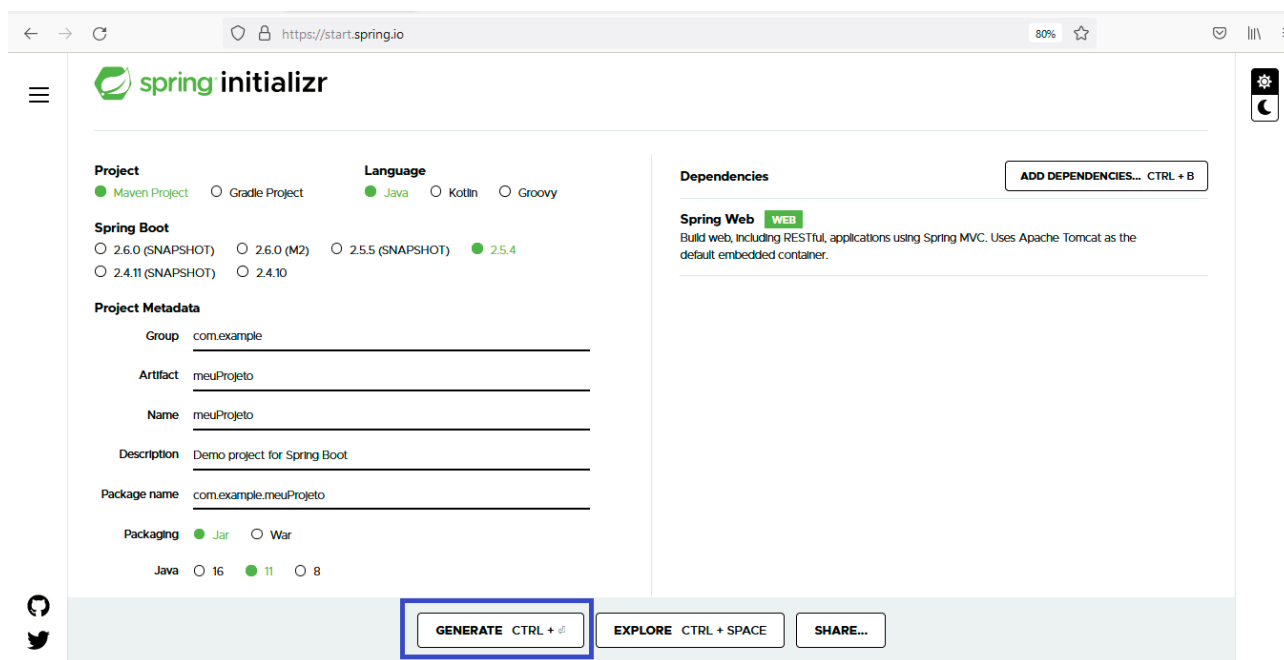 https://start.spring.io
80%
spring initializr
Project
Maven Project Gradle Project
Language
Java Kotlin Groovy
Spring Boot
2.6.0 (SNAPSHOT) 2.6.0 (M2) 2.5.5 (SNAPSHOT) 2.5.4
2.4.11 (SNAPSHOT) 2.4.10
Project Metadata
Group com.example
Artifact meuProjeto
Name meuProjeto
Description Demo project for Spring Boot
Package name com.example.meuProjeto
Packaging Jar War
Java 16 11 8
Dependencies
ADD DEPENDENCIES... CTRL + B
Spring Web WEB
Build web, including RESTful, applications using Spring MVC. Uses Apache Tomcat as the
default embedded container.
GENERATE CTRL + ⏎
EXPLORE CTRL + SPACE
SHARE...